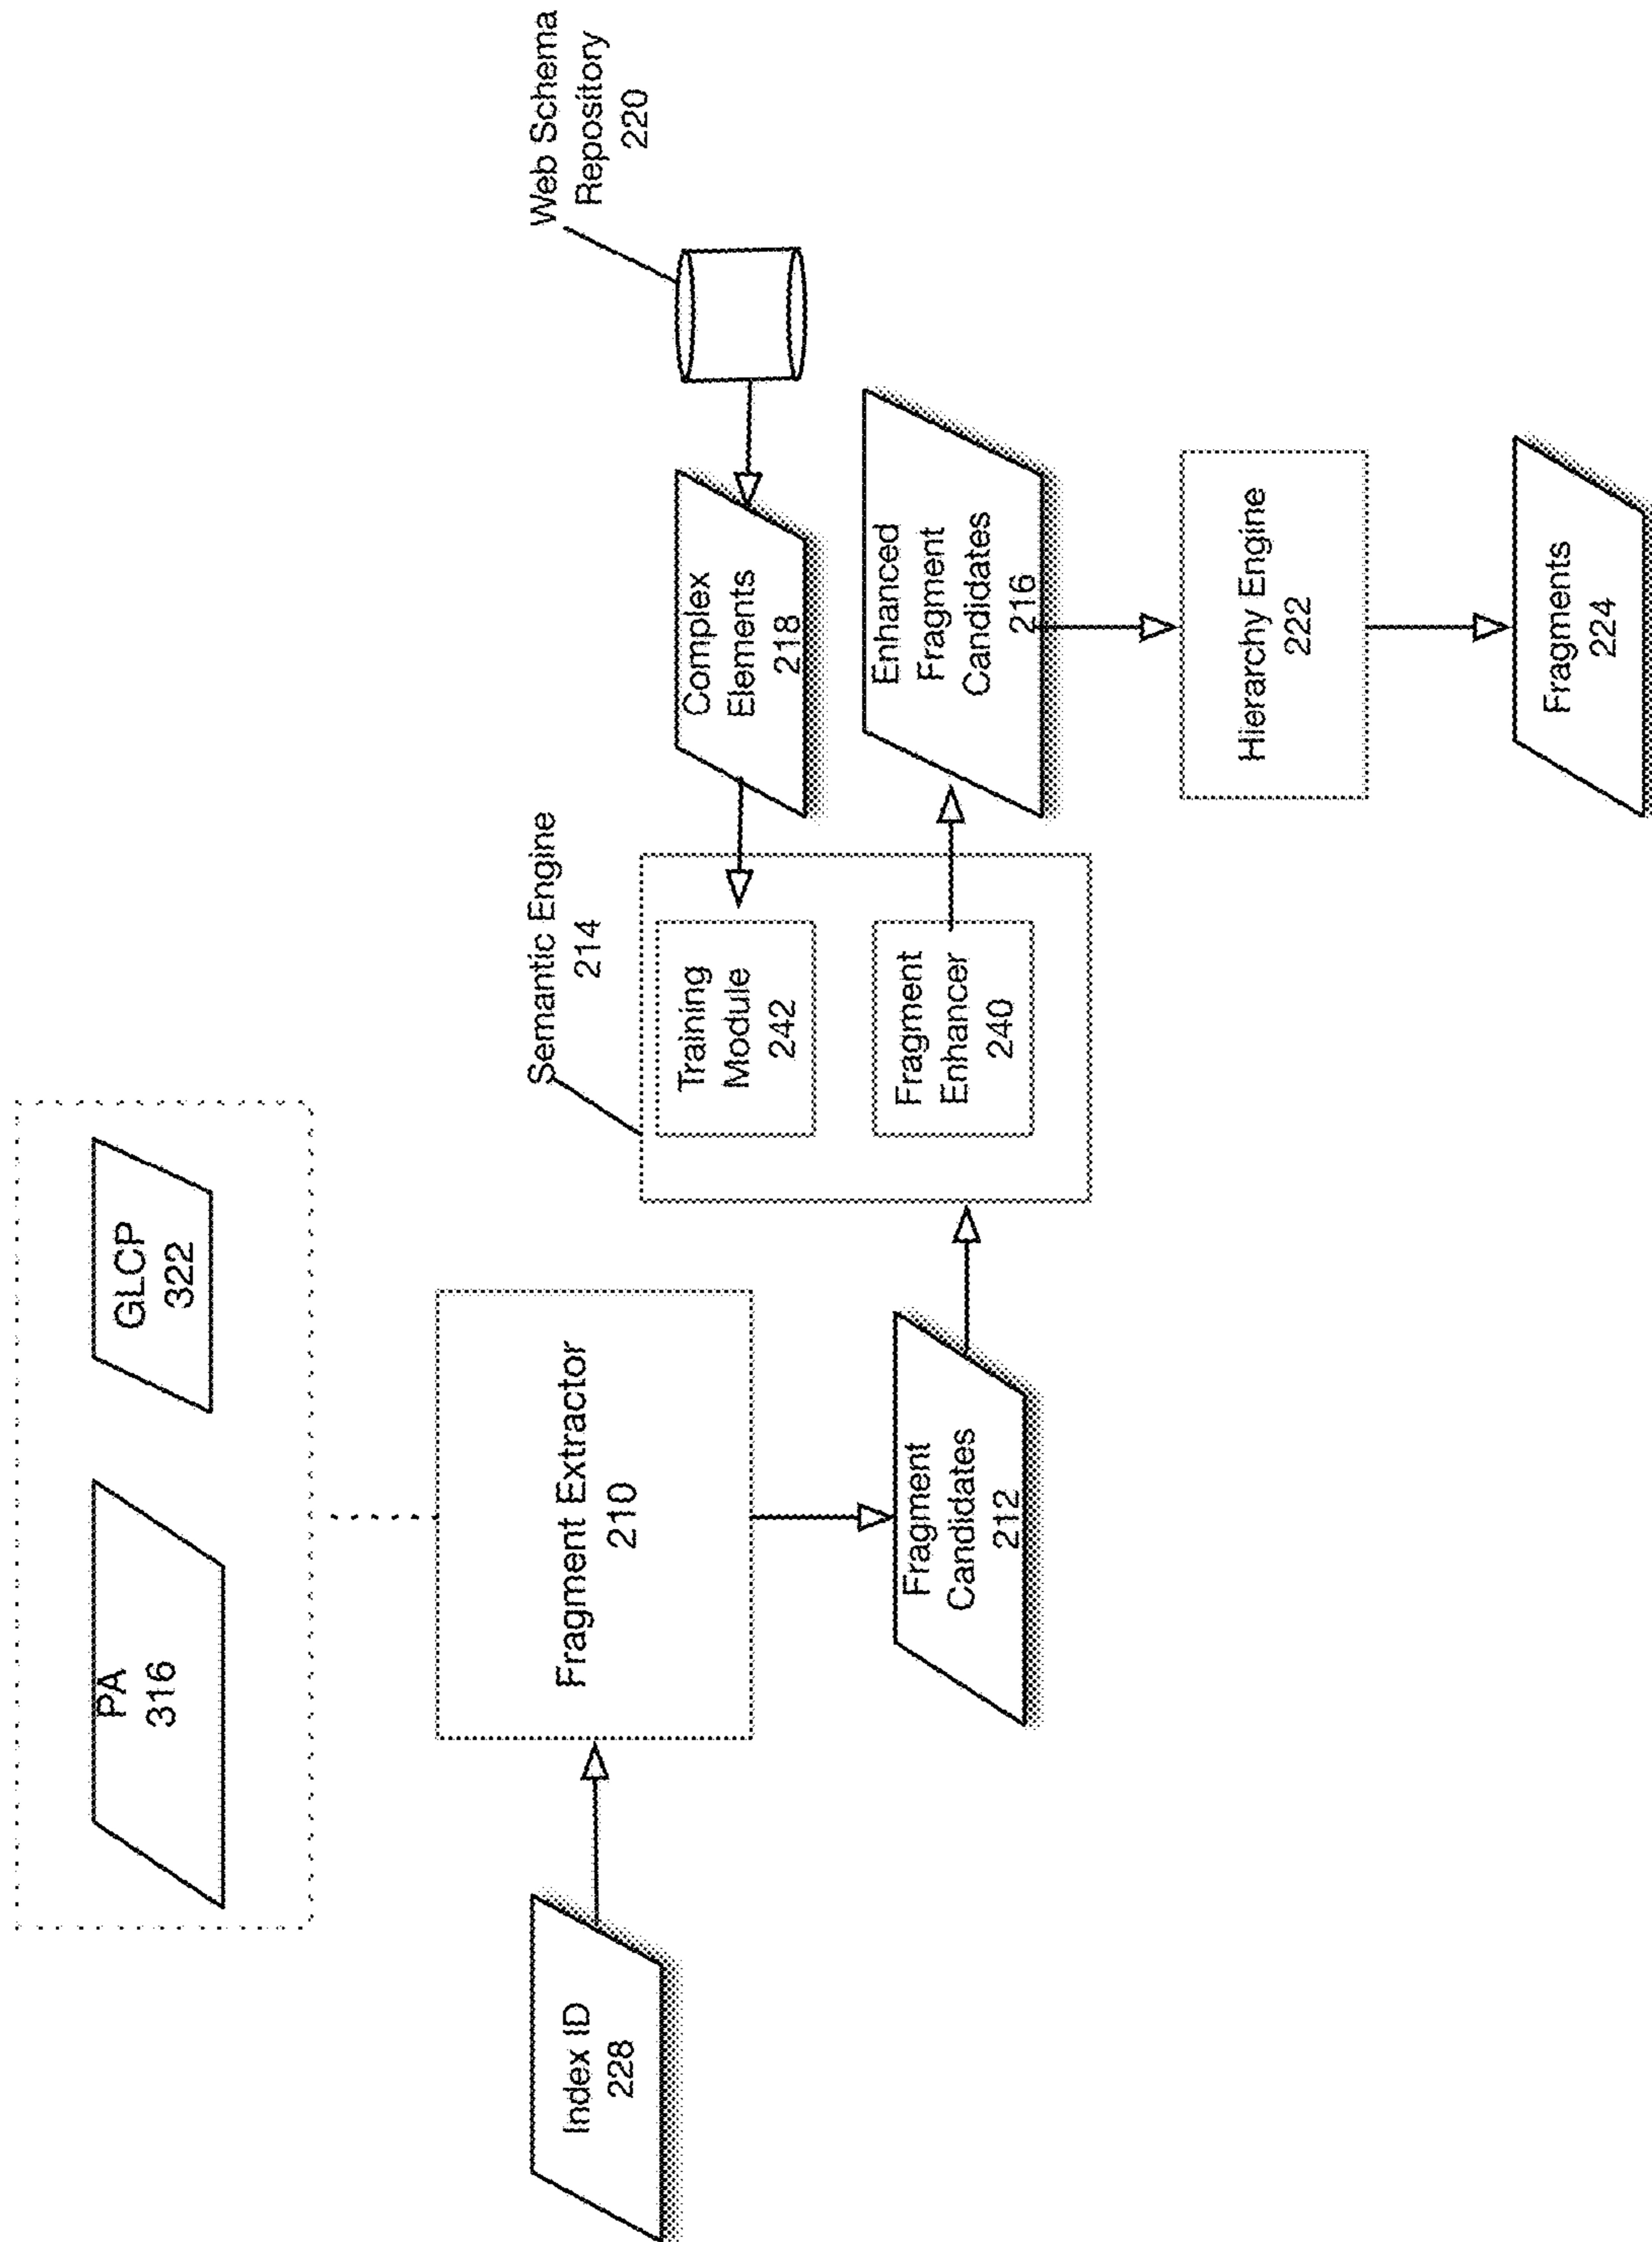 PA
316
GLCP
322
Index ID
228
Fragment Extractor
210
Fragment
Candidates
212
Semantic Engine
214
Training
Module
242
Fragment
Enhancer
240
Web Schema
Repository
220
Complex
Elements
218
Enhanced
Fragment
Candidates
216
Hierarchy Engine
222
Fragments
224